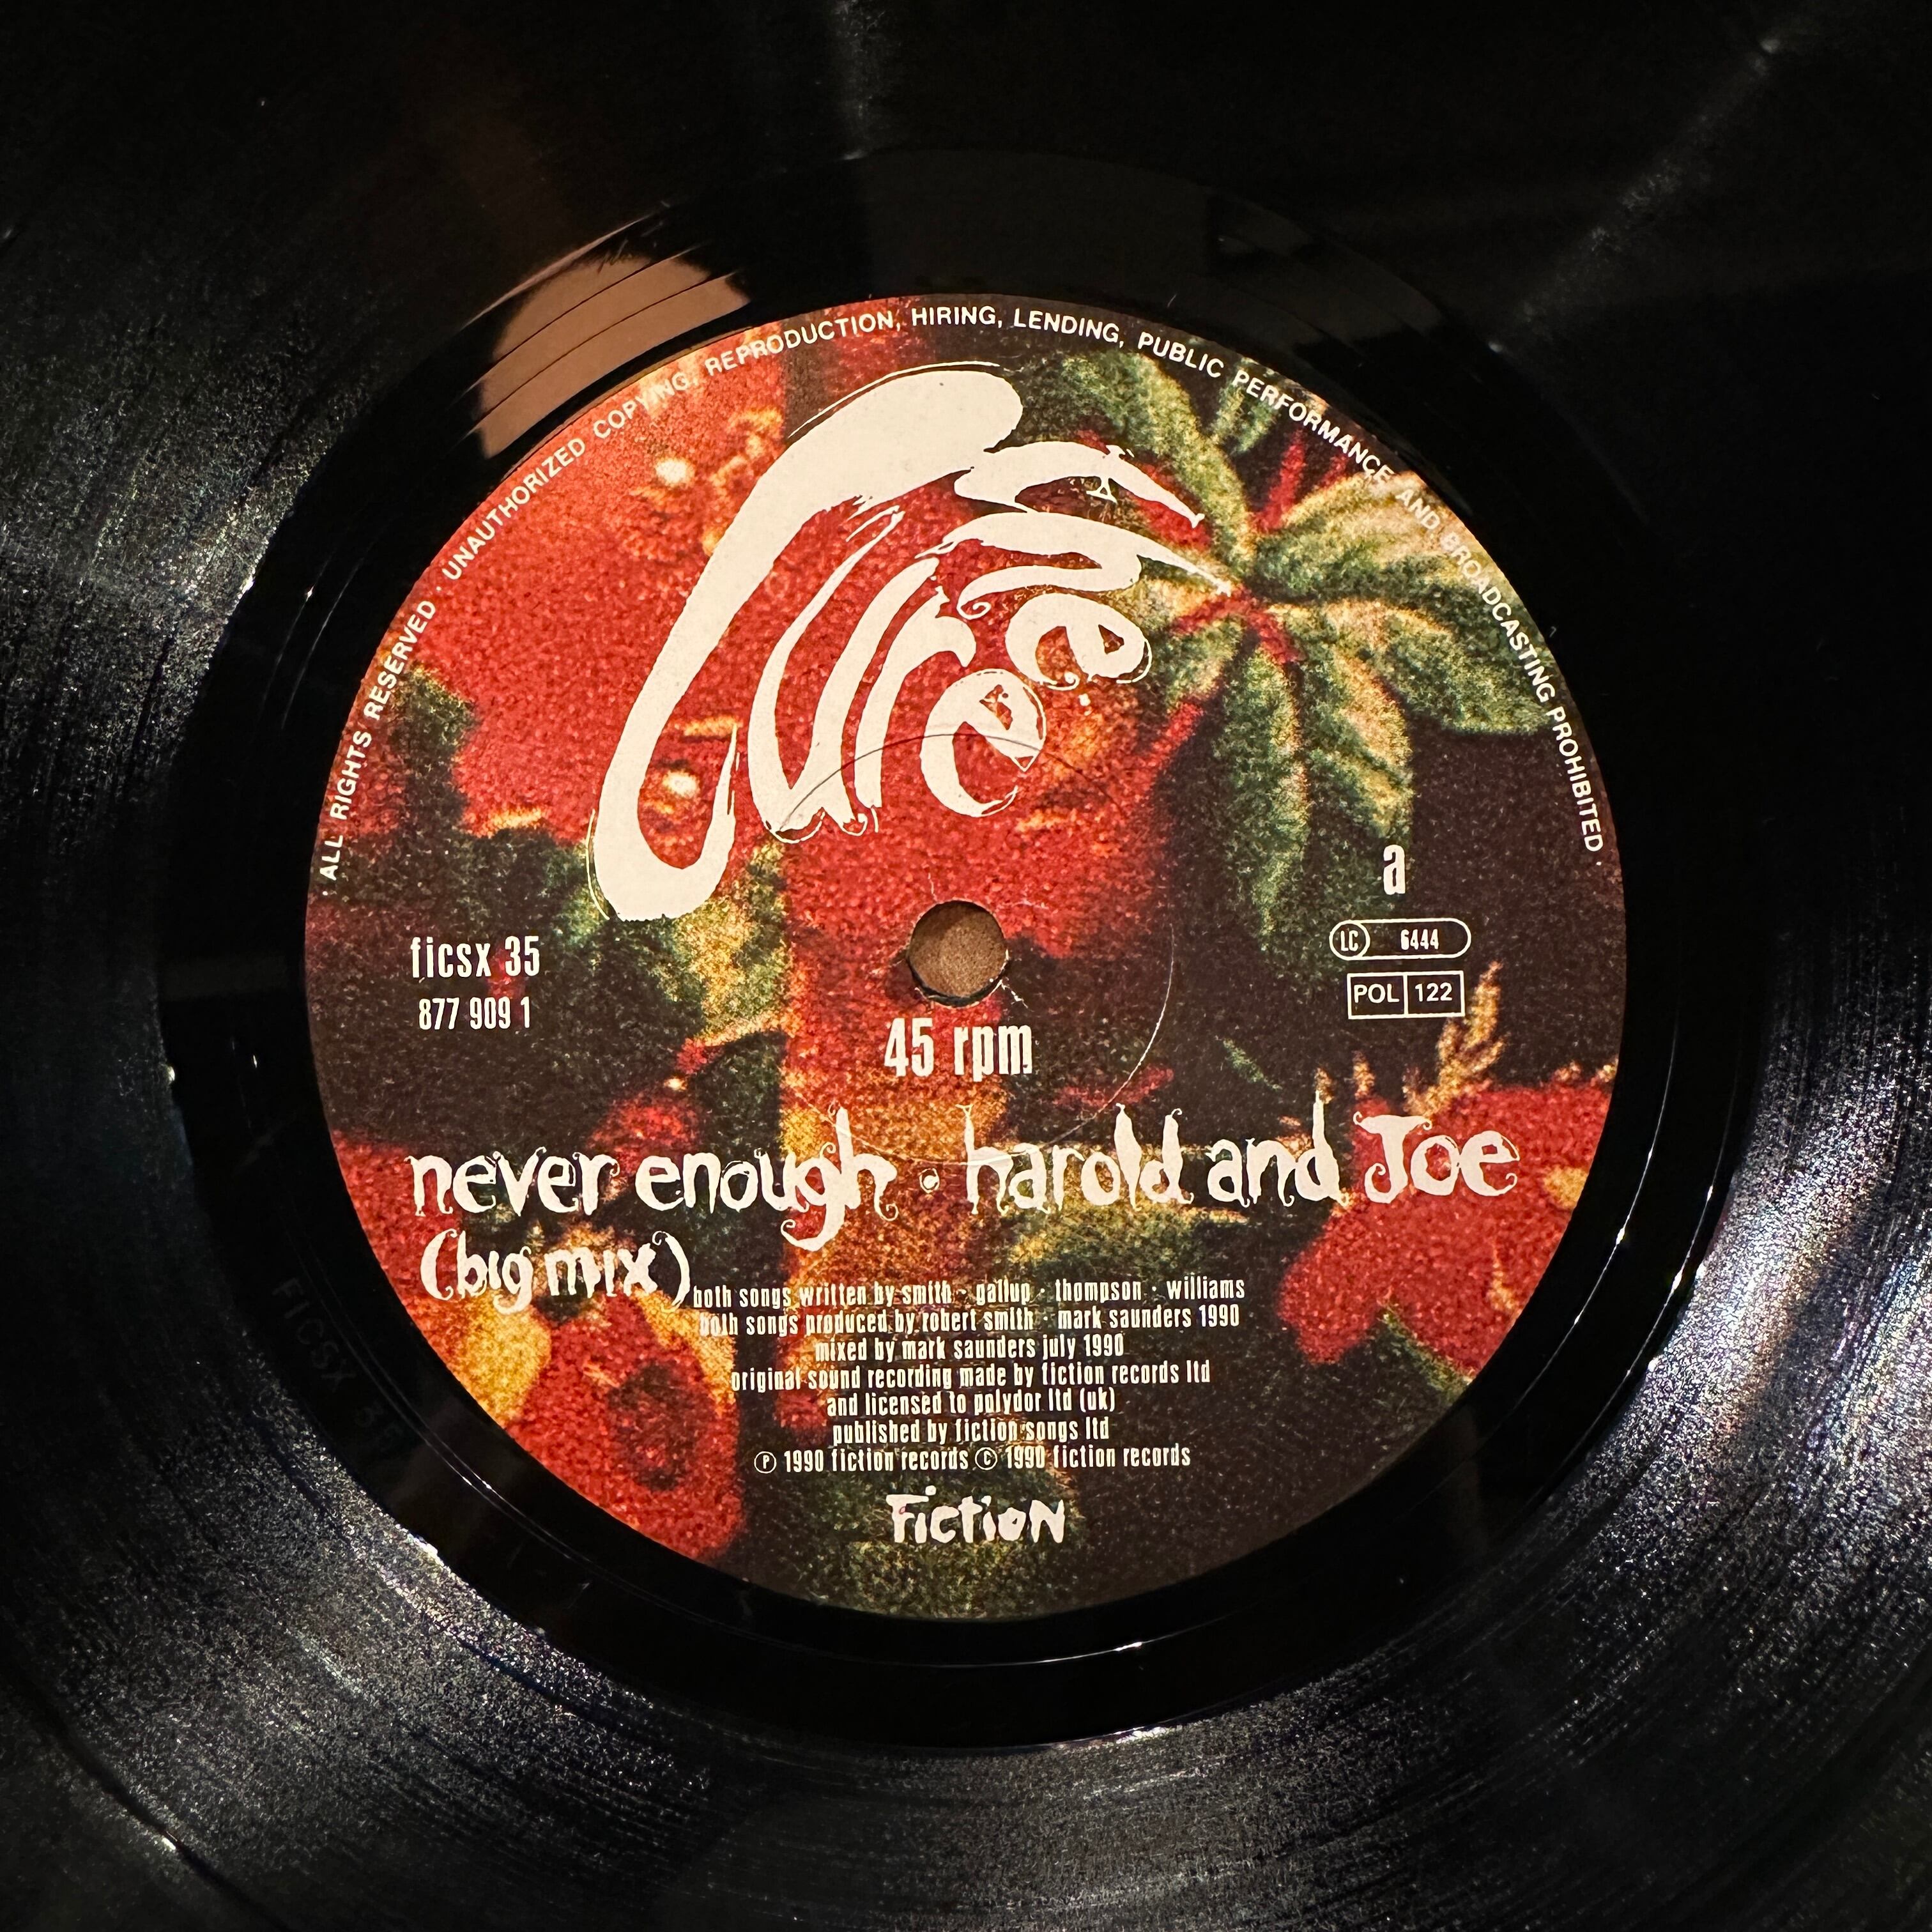 · ALL RIGHTS RESERVED · UNAUTHORIZED COPYING, REPRODUCTION, HIRING, LENDING, PUBLIC PERFORMANCE AND BROADCASTING PROHIBITED ·
the Cure
a
LC 6444
POL 122
ficsx 35
877 909 1
45 rpm
never enough · harold and Joe
(big mix)
both songs written by smith · gallup · thompson · williams
both songs produced by robert smith · mark saunders 1990
mixed by mark saunders july 1990
original sound recording made by fiction records ltd
and licensed to polydor ltd (uk)
published by fiction songs ltd
℗ 1990 fiction records © 1990 fiction records
Fiction
FICSX 35